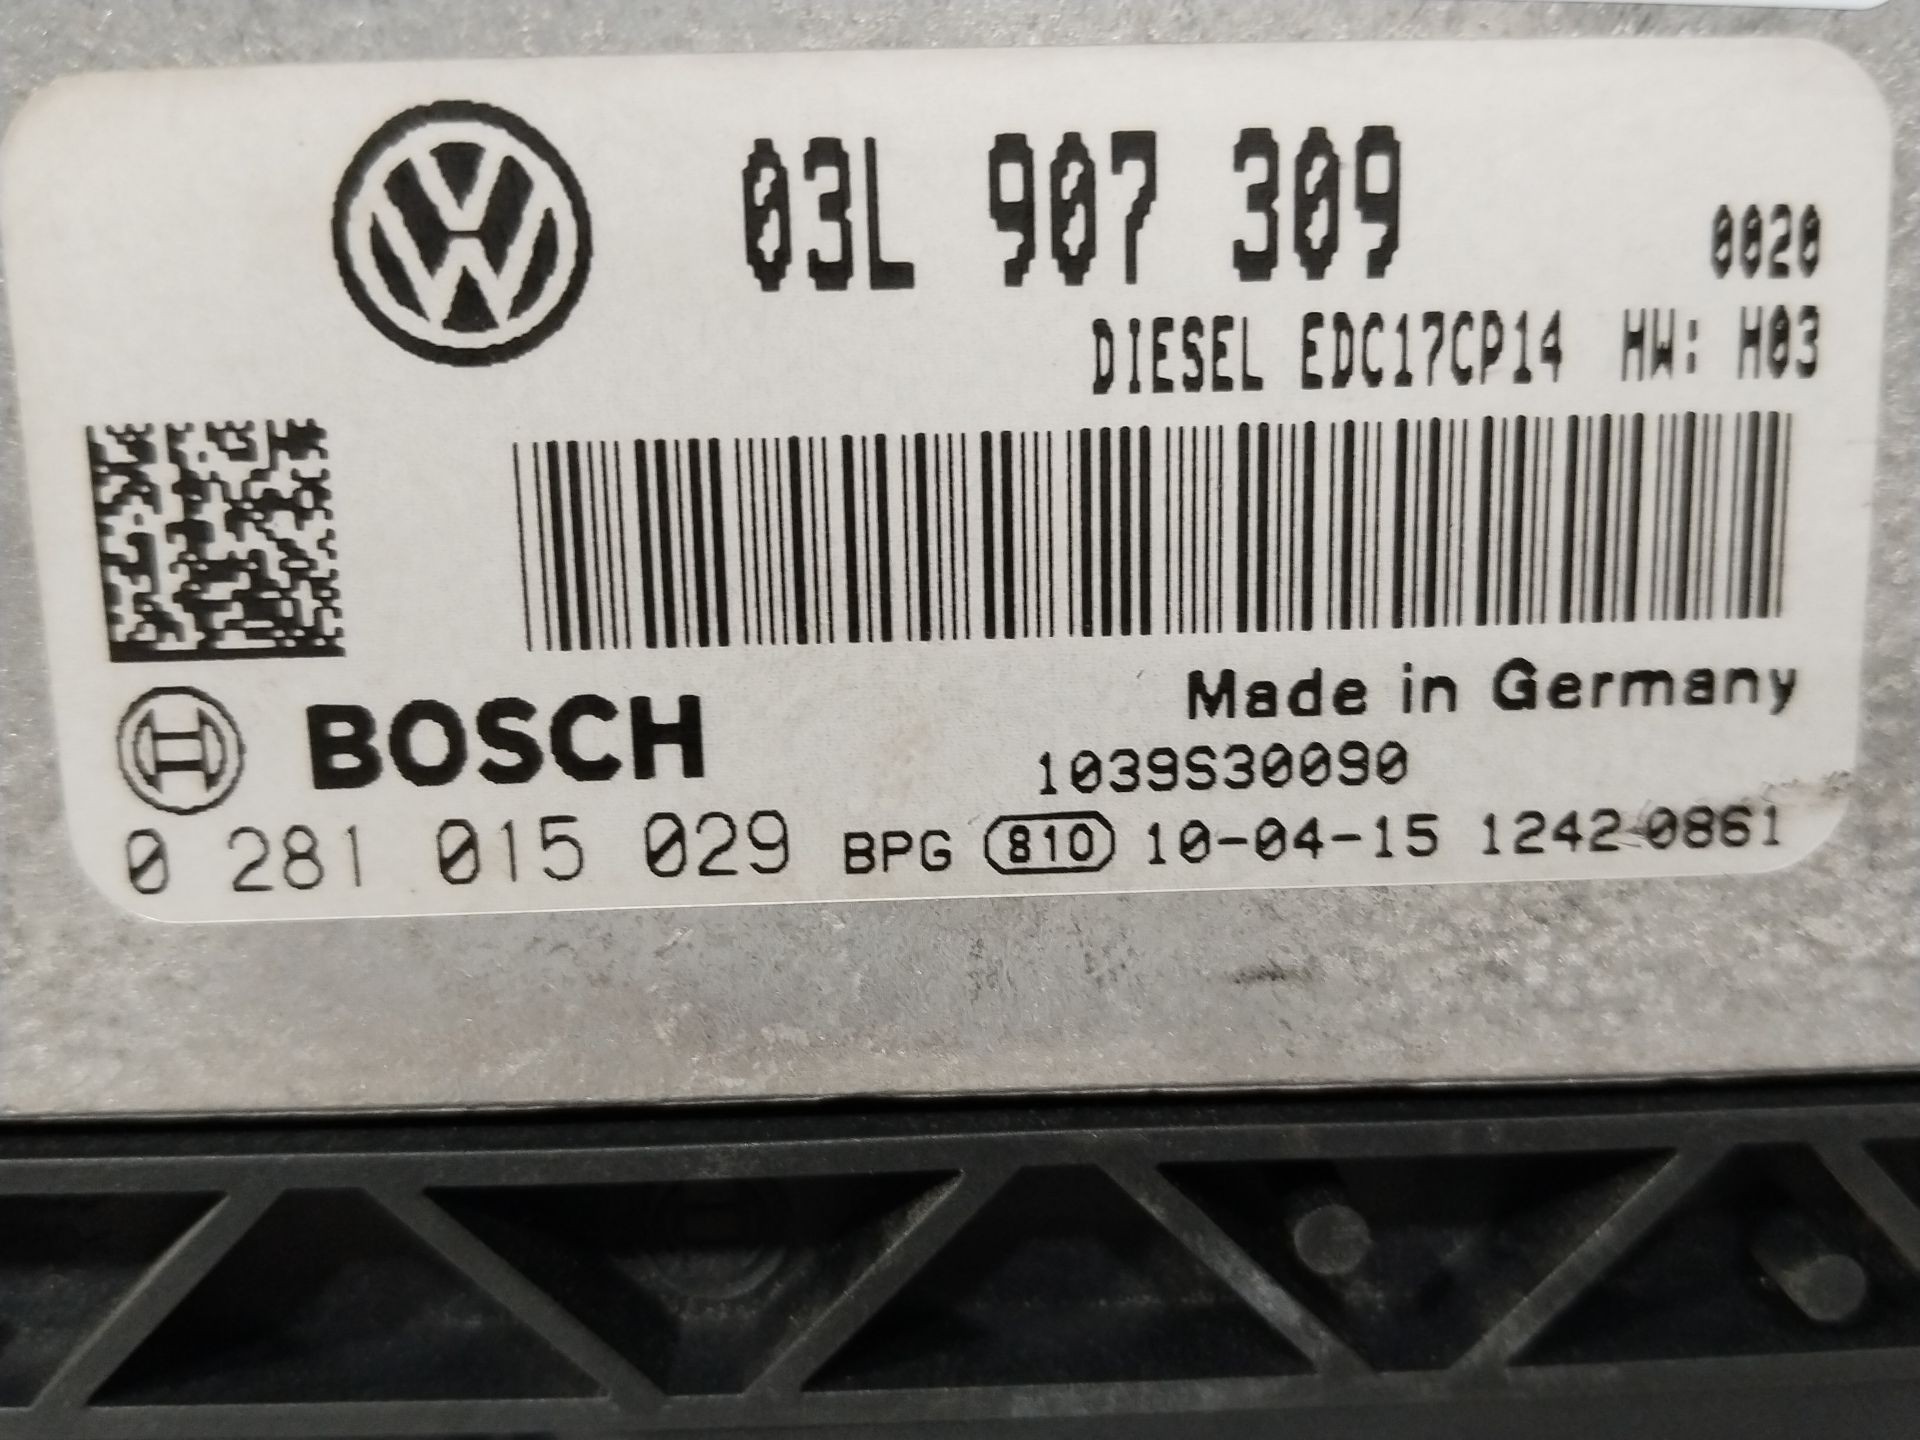 03L 907 309
0020
DIESEL EDC17CP14 HW: H03
Made in Germany
BOSCH
1039S30090
0 281 015 029 BPG 810 10-04-15 1242 0861